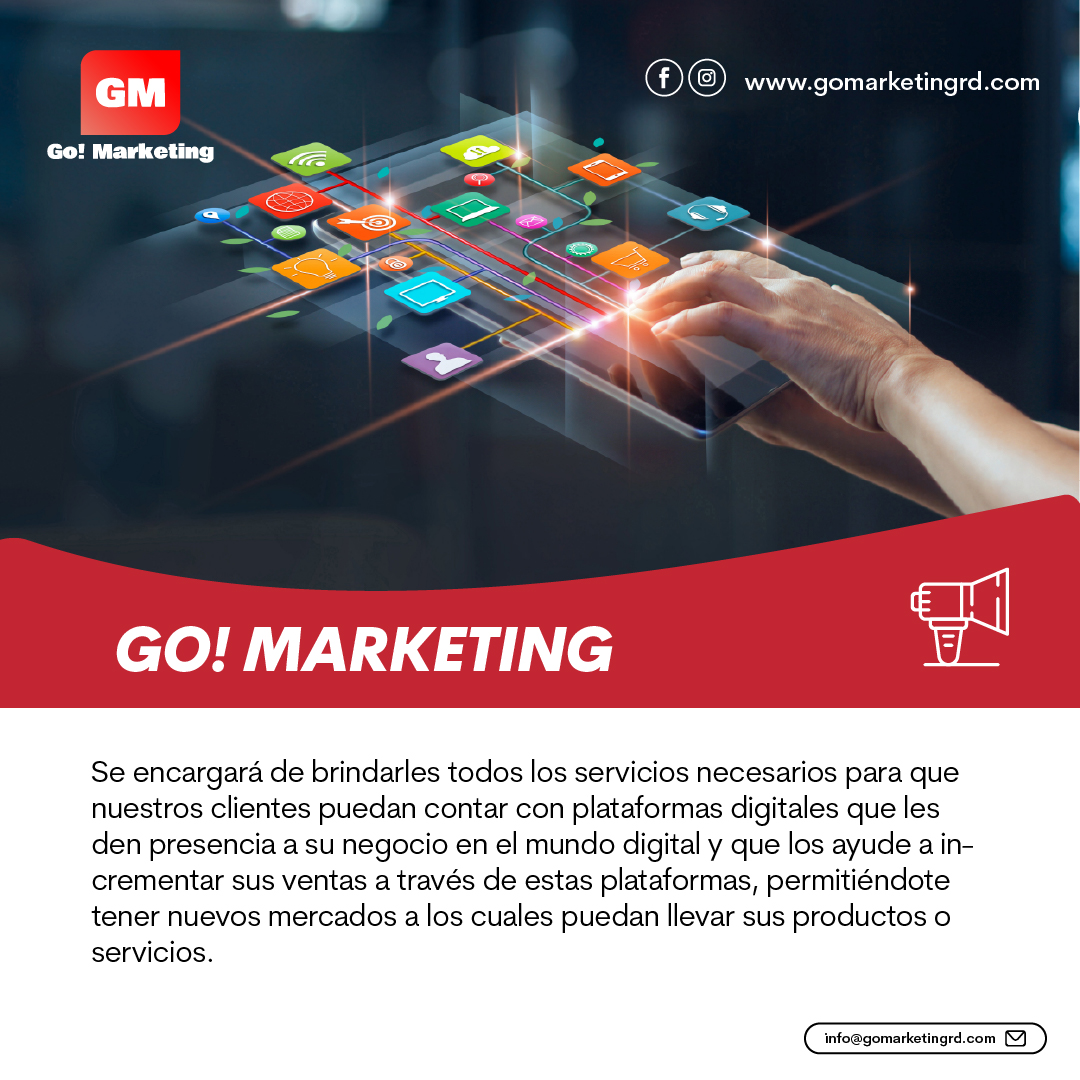 GM
Go! Marketing
www.gomarketingrd.com
GO! MARKETING
Se encargará de brindarles todos los servicios necesarios para que
nuestros clientes puedan contar con plataformas digitales que les
den presencia a su negocio en el mundo digital y que los ayude a in-
crementar sus ventas a través de estas plataformas, permitiéndote
tener nuevos mercados a los cuales puedan llevar sus productos o
servicios.
info@gomarketingrd.com